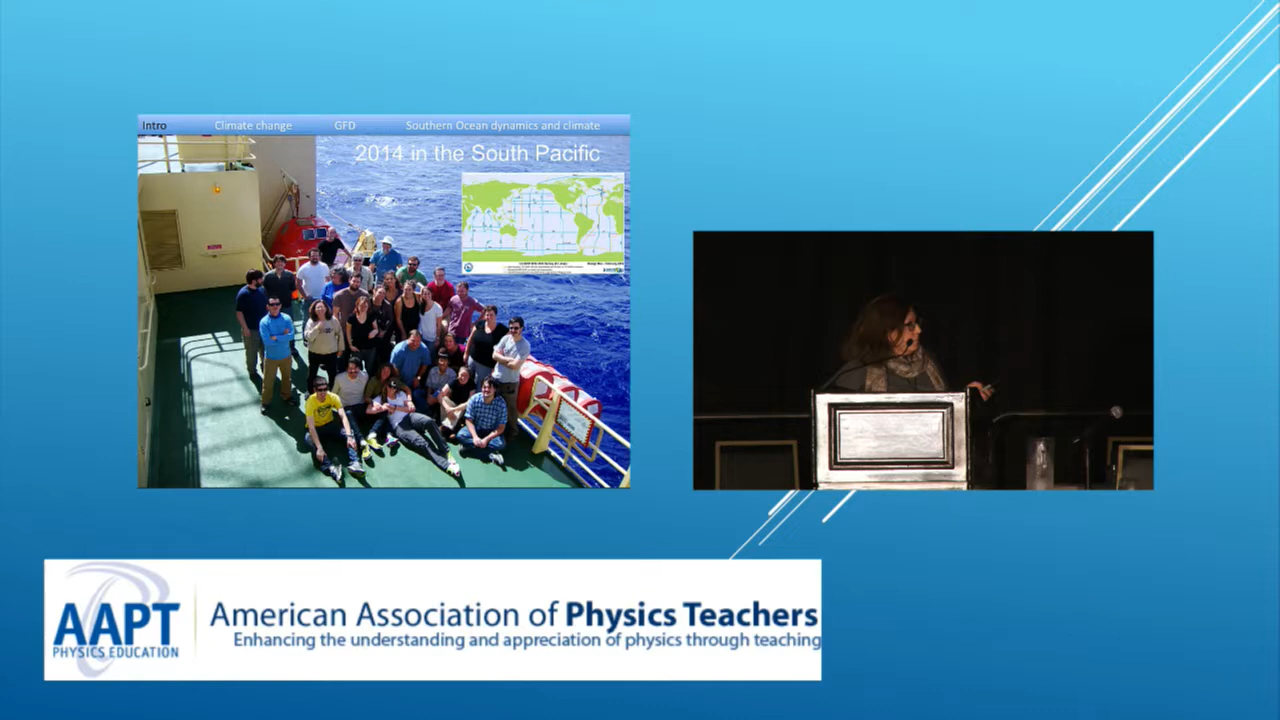 Intro Climate change GFD Southern Ocean dynamics and climate
2014 in the South Pacific
AAPT
PHYSICS EDUCATION
American Association of Physics Teachers
Enhancing the understanding and appreciation of physics through teaching